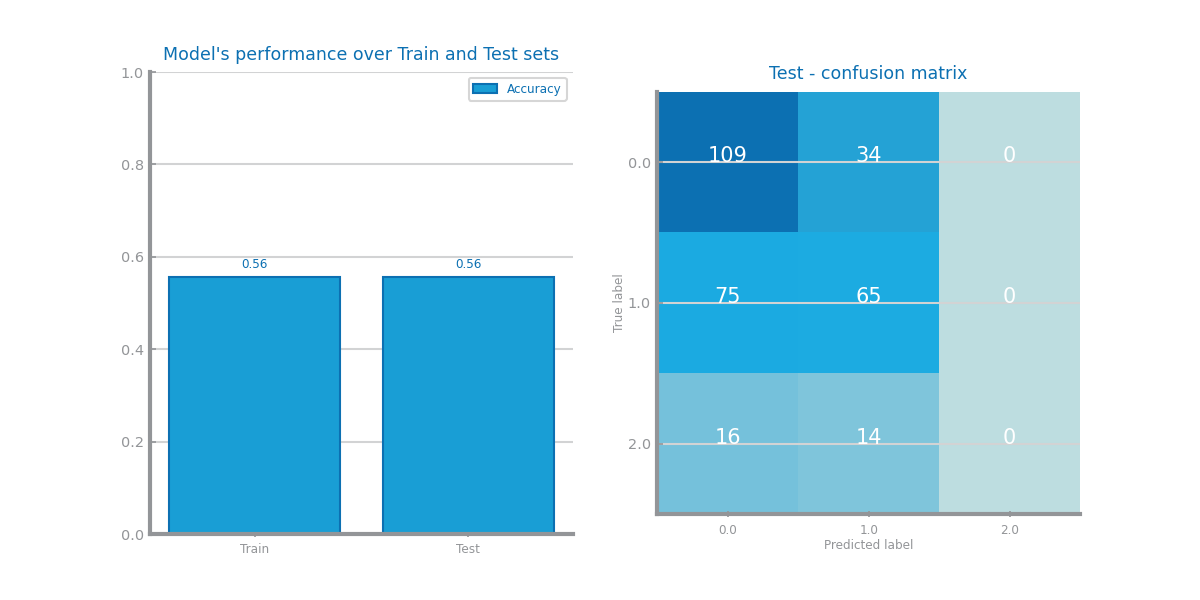 Model's performance over Train and Test sets
1.0
0.8
0.6
0.4
0.2
0.0
Accuracy
0.56
0.56
Train
Test
Test - confusion matrix
True label
0.0
1.0
2.0
109 34 0
75 65 0
16 14 0
0.0 1.0 2.0
Predicted label